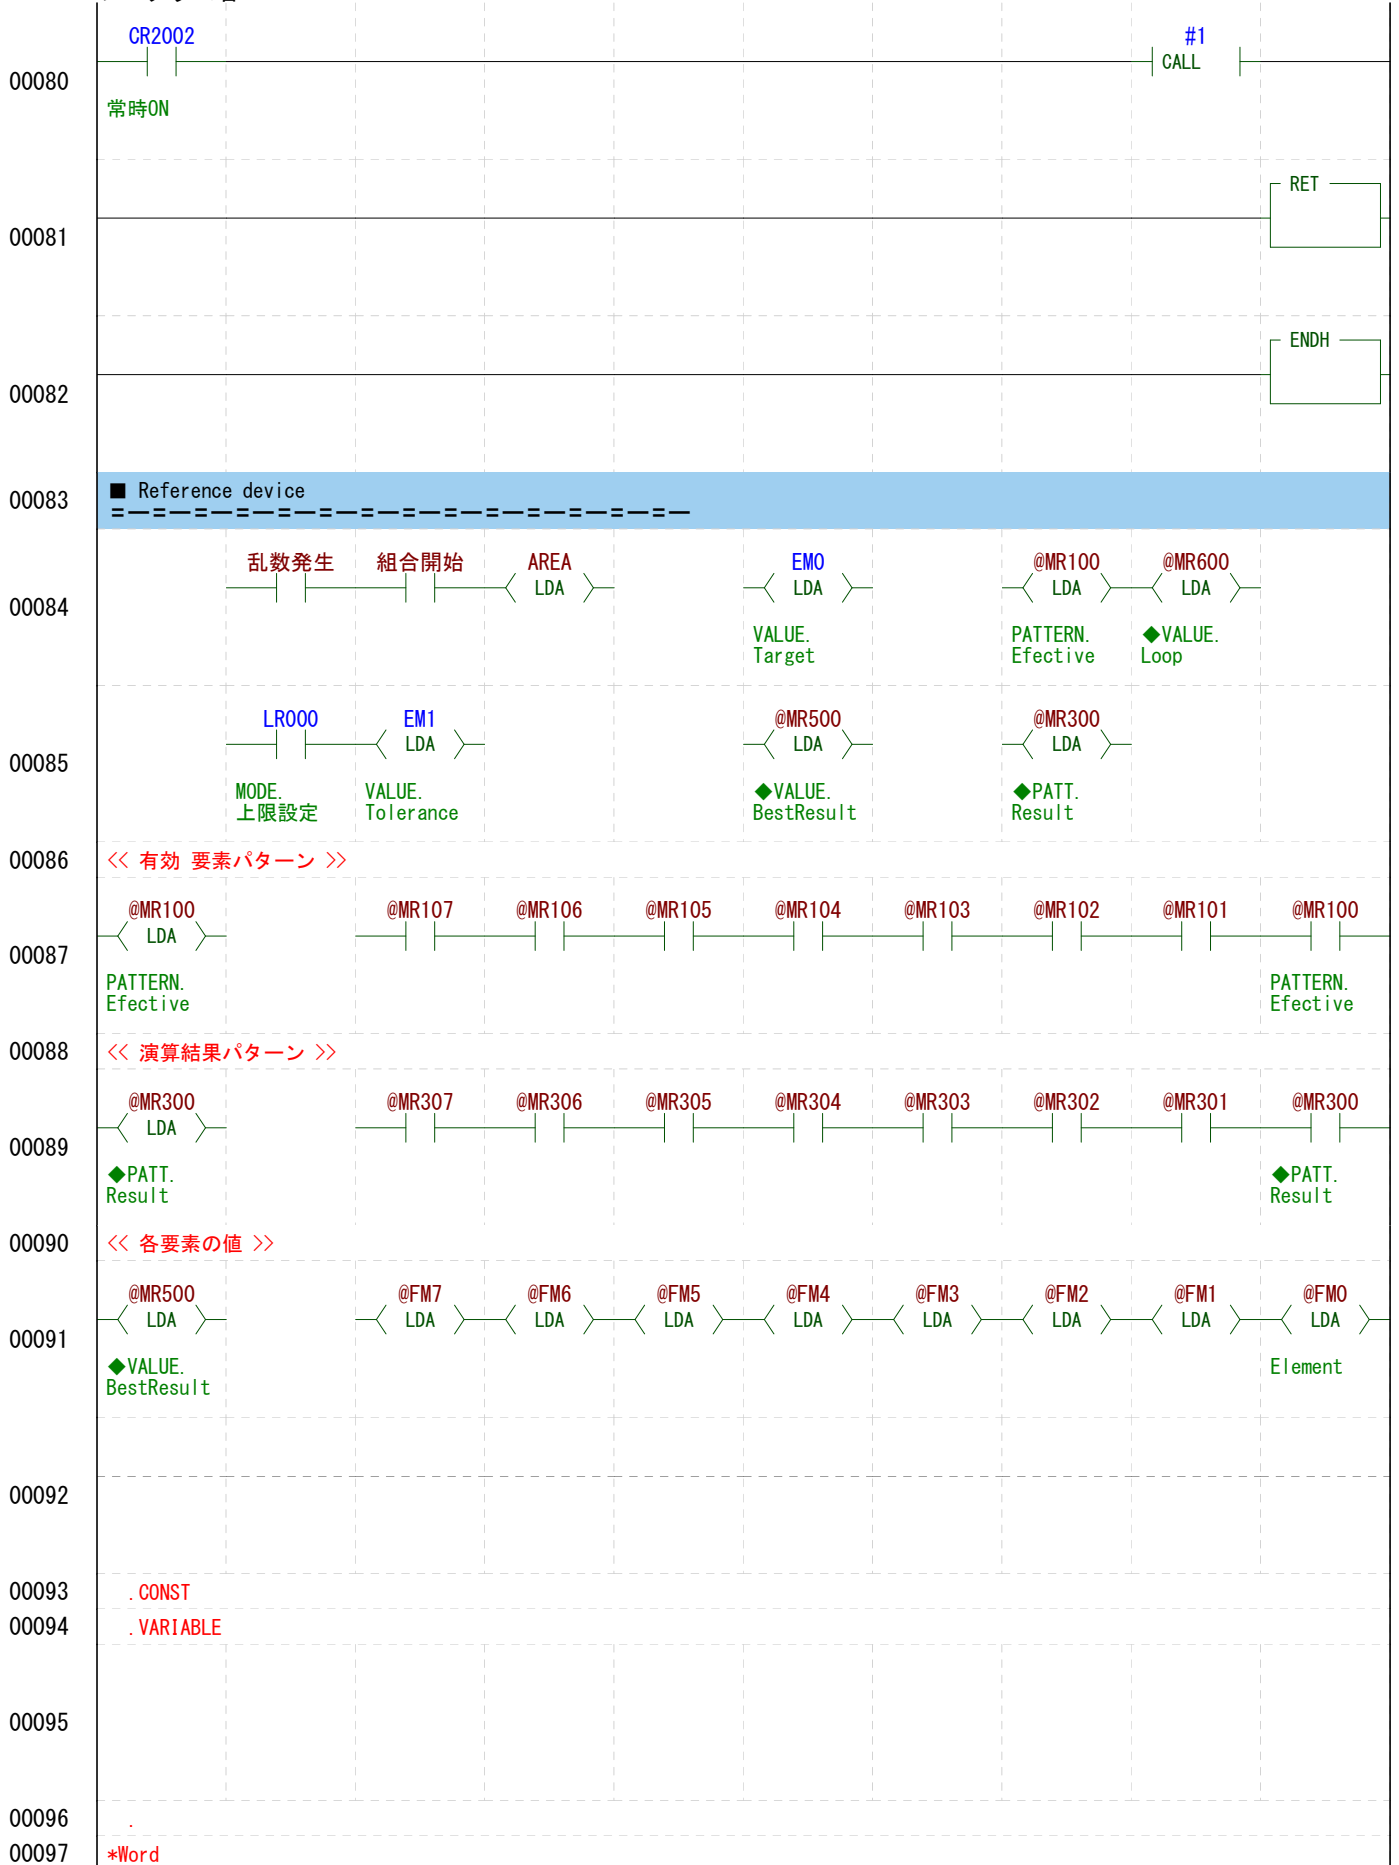 CR2002 #1
CALL
00080
常時ON
RET
00081
ENDH
00082
■ Reference device
00083
=—=—=—=—=—=—=—=—=—=—=—=—=—=—
乱数発生 組合開始 AREA EM0 @MR100 @MR600
LDA LDA LDA LDA
00084
VALUE. PATTERN. ◆VALUE.
Target Efective Loop
LR000 EM1 @MR500 @MR300
LDA LDA LDA
00085
MODE. VALUE. ◆VALUE. ◆PATT.
上限設定 Tolerance BestResult Result
00086 << 有効 要素パターン >>
@MR100 @MR107 @MR106 @MR105 @MR104 @MR103 @MR102 @MR101 @MR100
LDA
00087
PATTERN. PATTERN.
Efective Efective
00088 << 演算結果パターン >>
@MR300 @MR307 @MR306 @MR305 @MR304 @MR303 @MR302 @MR301 @MR300
LDA
00089
◆PATT. ◆PATT.
Result Result
00090 << 各要素の値 >>
@MR500 @FM7 @FM6 @FM5 @FM4 @FM3 @FM2 @FM1 @FM0
LDA LDA LDA LDA LDA LDA LDA LDA LDA
00091
◆VALUE. Element
BestResult
00092
00093 .CONST
00094 .VARIABLE
00095
00096 .
00097 *Word